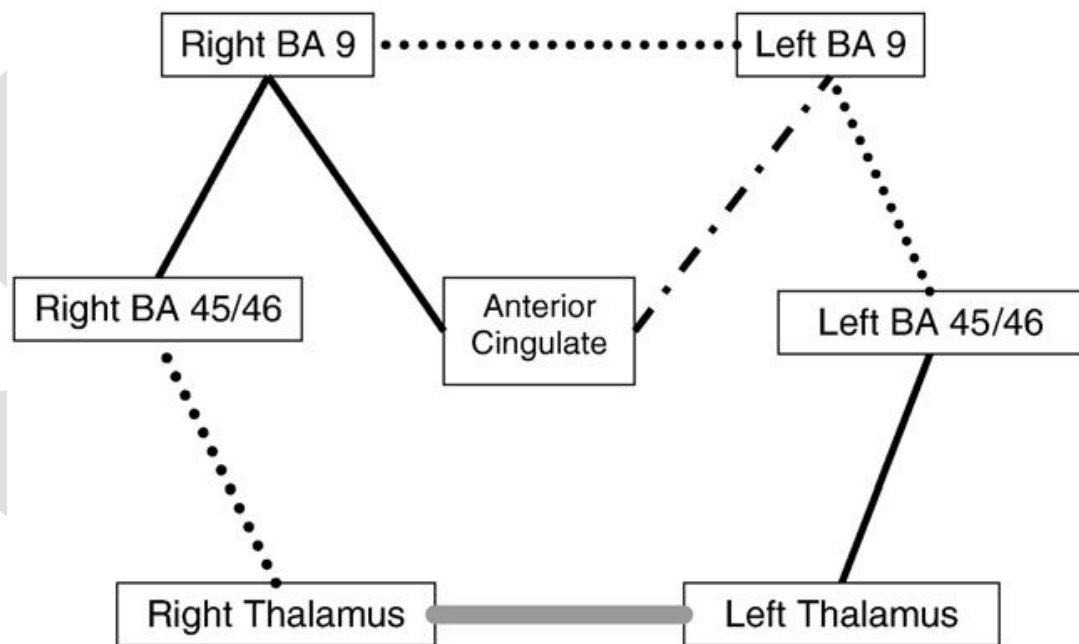 Right BA 9
Left BA 9
Right BA 45/46
Anterior
Cingulate
Left BA 45/46
Right Thalamus
Left Thalamus